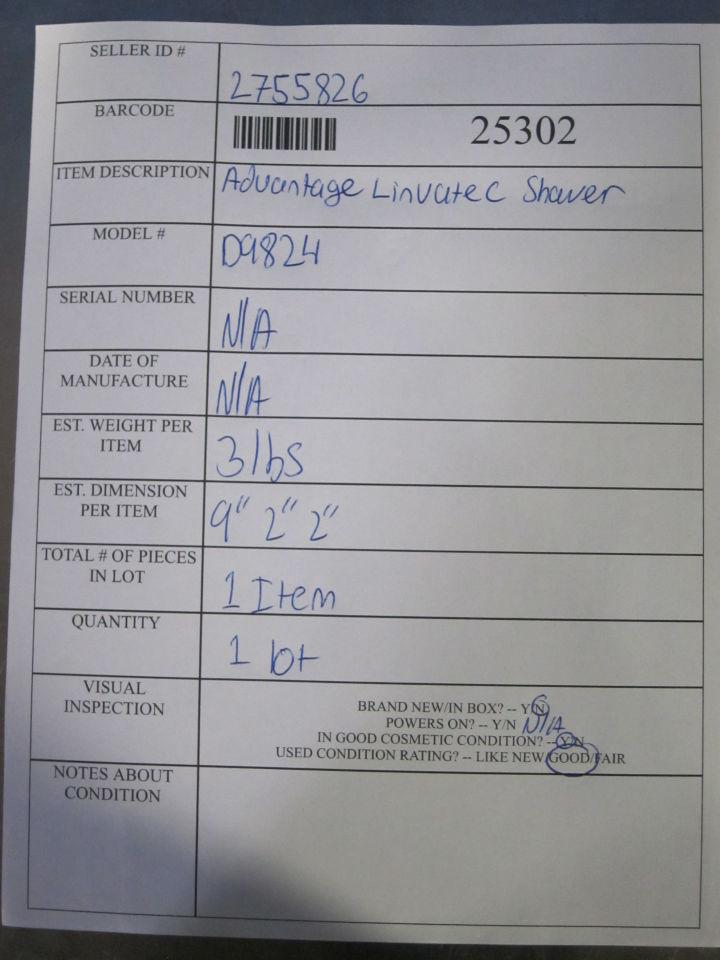 SELLER ID # 2755826
BARCODE 25302
ITEM DESCRIPTION Advantage Linvatec Shaver
MODEL # D9824
SERIAL NUMBER N/A
DATE OF
MANUFACTURE N/A
EST. WEIGHT PER
ITEM 3 lbs
EST. DIMENSION
PER ITEM 9" 2" 2"
TOTAL # OF PIECES
IN LOT 1 Item
QUANTITY 1 lot
VISUAL
INSPECTION
BRAND NEW/IN BOX? -- Y/N
POWERS ON? -- Y/N N/A
IN GOOD COSMETIC CONDITION? -- Y/N
USED CONDITION RATING? -- LIKE NEW/GOOD/FAIR
NOTES ABOUT
CONDITION